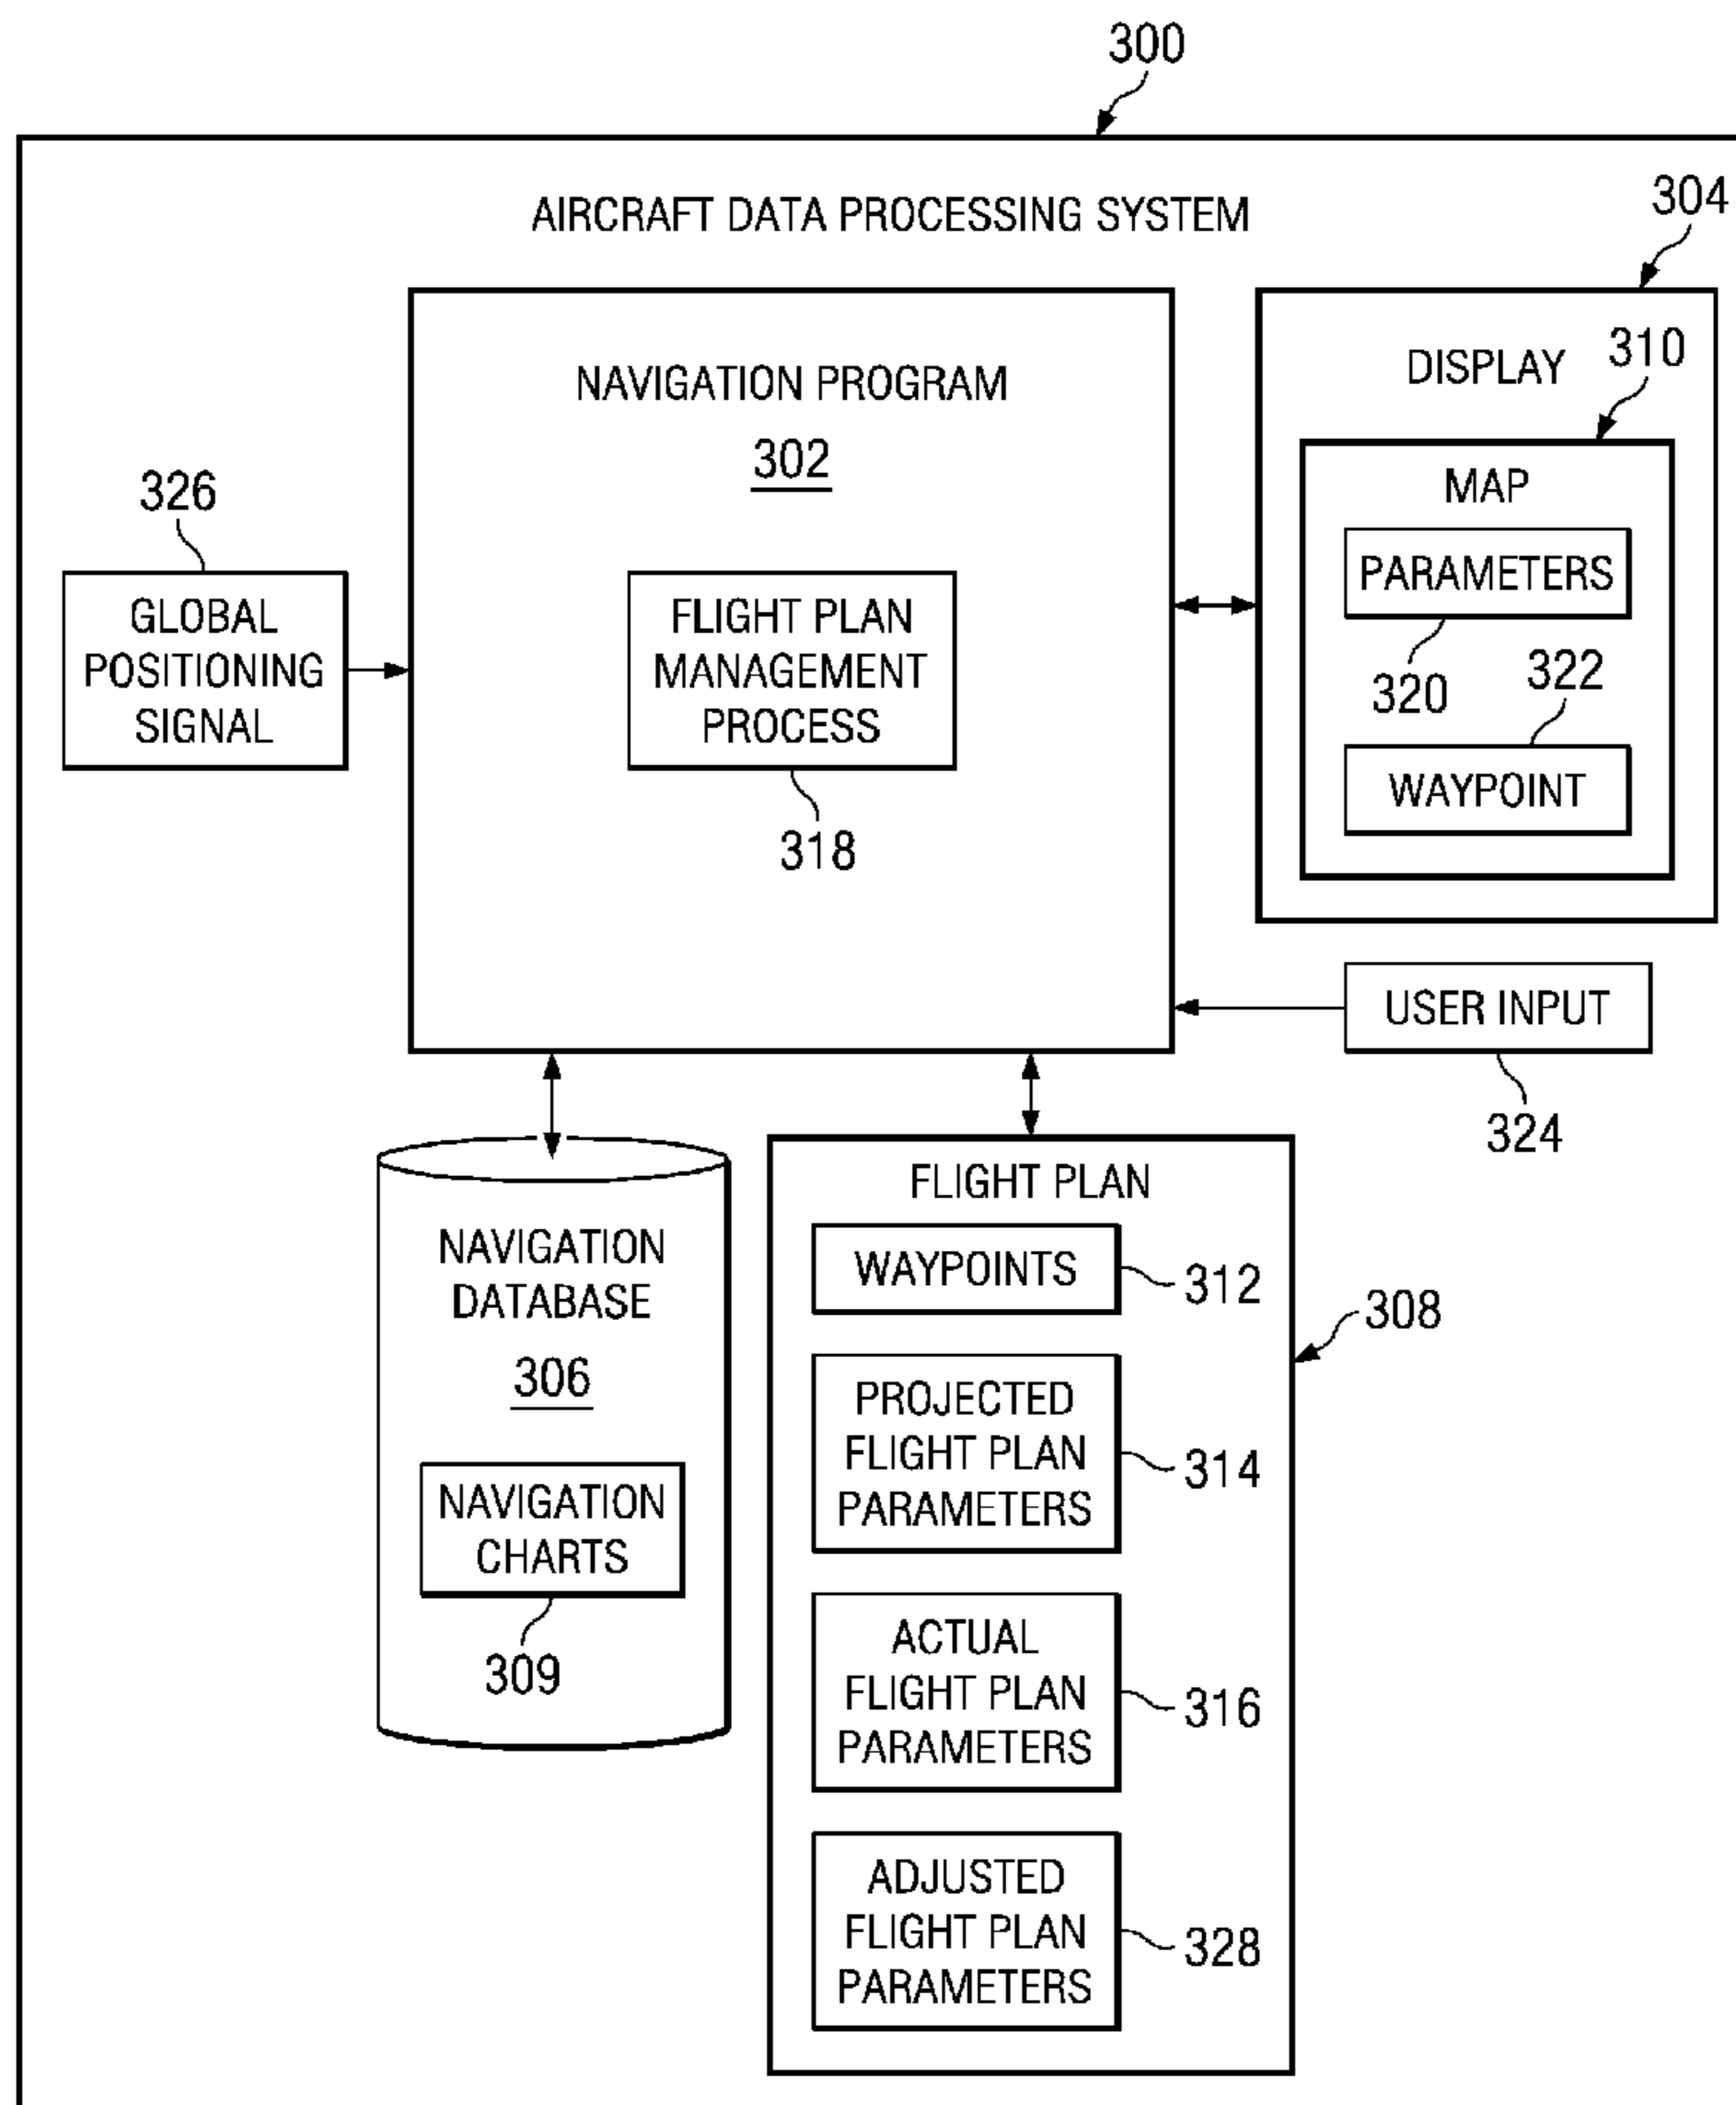 300
AIRCRAFT DATA PROCESSING SYSTEM
304
NAVIGATION PROGRAM
302
DISPLAY
310
MAP
PARAMETERS
320
322
WAYPOINT
326
GLOBAL
POSITIONING
SIGNAL
FLIGHT PLAN
MANAGEMENT
PROCESS
318
USER INPUT
324
NAVIGATION
DATABASE
306
NAVIGATION
CHARTS
309
FLIGHT PLAN
WAYPOINTS
312
308
PROJECTED
FLIGHT PLAN
PARAMETERS
314
ACTUAL
FLIGHT PLAN
PARAMETERS
316
ADJUSTED
FLIGHT PLAN
PARAMETERS
328